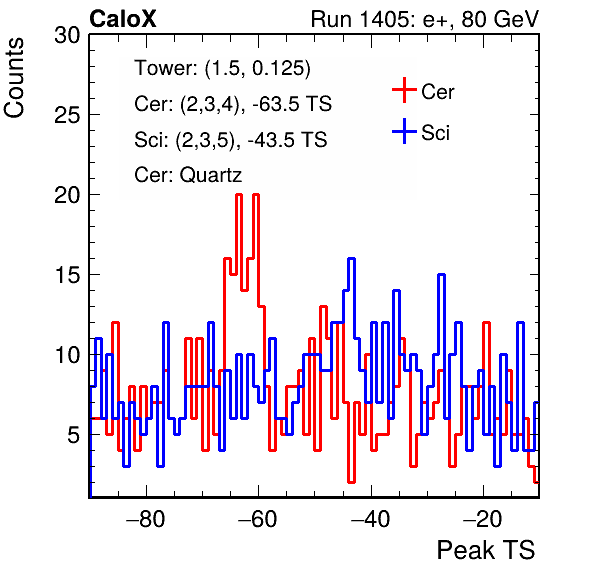 CaloX Run 1405: e+, 80 GeV
Counts
30
25
20
15
10
5
Tower: (1.5, 0.125)
Cer: (2,3,4), -63.5 TS
Sci: (2,3,5), -43.5 TS
Cer: Quartz
Cer
Sci
−80 −60 −40 −20
Peak TS